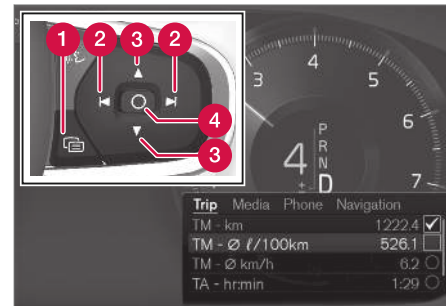 1
2
3
2
4
3
3
4
5
6
7
4
P
R
N
D
+
Trip Media Phone Navigation
TM - km 1222.4
TM - Ø ℓ/100km 526.1
TM - Ø km/h 6.2
TA - hr:min 1:29